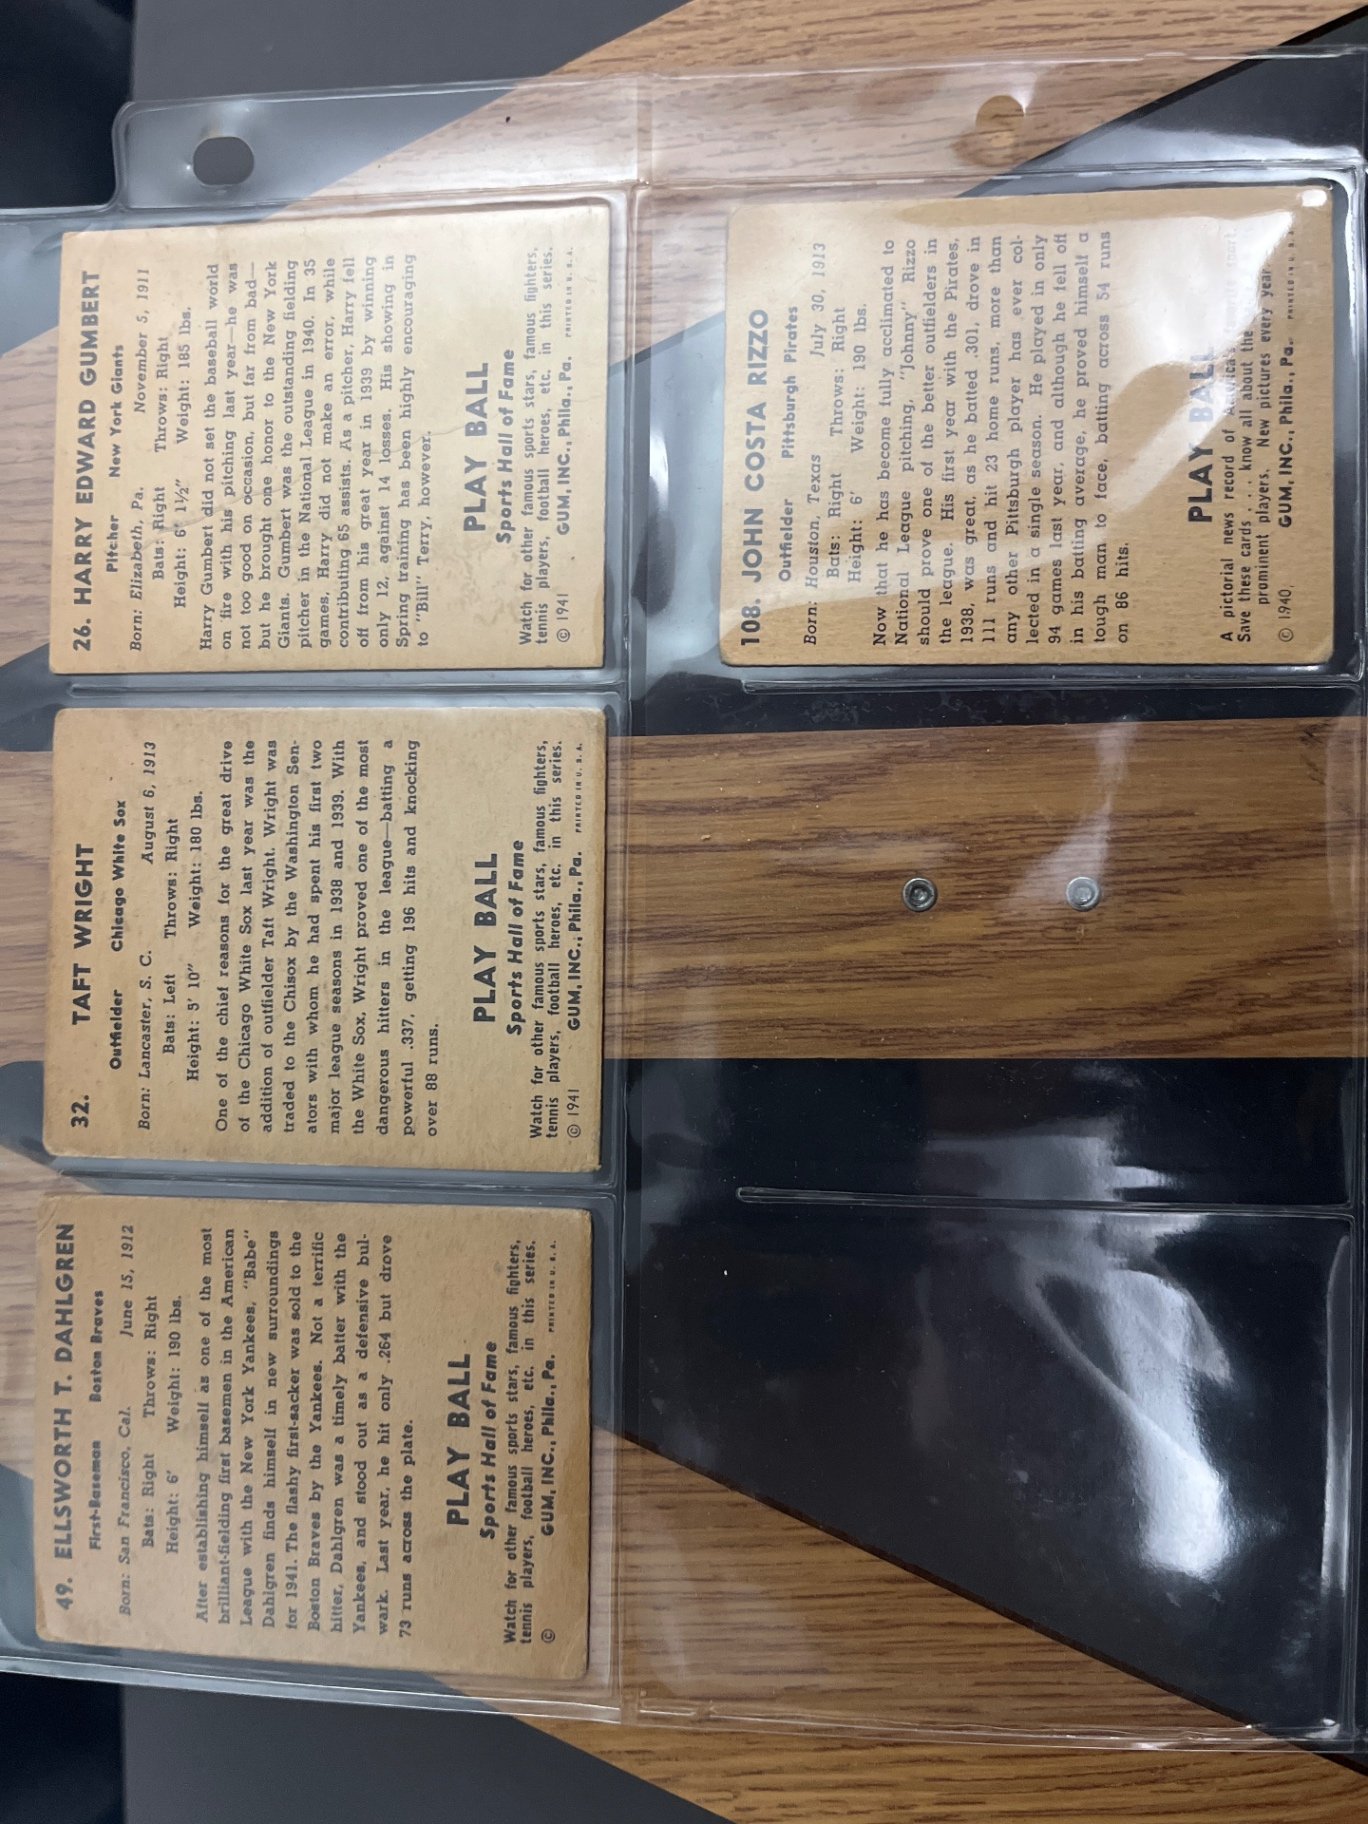 49. ELLSWORTH T. DAHLGREN
First-Baseman Boston Braves
Born: San Francisco, Cal. June 15, 1912
Bats: Right Throws: Right
Height: 6' Weight: 190 lbs.
After establishing himself as one of the most
brilliant-fielding first basemen in the American
League with the New York Yankees, "Babe"
Dahlgren finds himself in new surroundings
for 1941. The flashy first-sacker was sold to the
Boston Braves by the Yankees. Not a terrific
hitter, Dahlgren was a timely batter with the
Yankees, and stood out as a defensive bul-
wark. Last year, he hit only .264 but drove
73 runs across the plate.
PLAY BALL
Sports Hall of Fame
Watch for other famous sports stars, famous fighters,
tennis players, football heroes, etc. in this series.
© GUM, INC., Phila., Pa. PRINTED IN U. S. A.
32. TAFT WRIGHT
Outfielder Chicago White Sox
Born: Lancaster, S. C. August 6, 1913
Bats: Left Throws: Right
Height: 5' 10" Weight: 180 lbs.
One of the chief reasons for the great drive
of the Chicago White Sox last year was the
addition of outfielder Taft Wright. Wright was
traded to the Chisox by the Washington Sen-
ators with whom he had spent his first two
major league seasons in 1938 and 1939. With
the White Sox, Wright proved one of the most
dangerous hitters in the league—batting a
powerful .337, getting 196 hits and knocking
over 88 runs.
PLAY BALL
Sports Hall of Fame
Watch for other famous sports stars, famous fighters,
tennis players, football heroes, etc. in this series.
© 1941 GUM, INC., Phila., Pa. PRINTED IN U. S. A.
26. HARRY EDWARD GUMBERT
Pitcher New York Giants
Born: Elizabeth, Pa. November 5, 1911
Bats: Right Throws: Right
Height: 6' 1½" Weight: 185 lbs.
Harry Gumbert did not set the baseball world
on fire with his pitching last year—he was
not too good on occasion, but far from bad—
but he brought one honor to the New York
Giants. Gumbert was the outstanding fielding
pitcher in the National League in 1940. In 35
games, Harry did not make an error, while
contributing 65 assists. As a pitcher, Harry fell
off from his great year in 1939 by winning
only 12, against 14 losses. His showing in
Spring training has been highly encouraging
to "Bill" Terry, however.
PLAY BALL
Sports Hall of Fame
Watch for other famous sports stars, famous fighters,
tennis players, football heroes, etc. in this series.
© 1941 GUM, INC., Phila., Pa. PRINTED IN U. S. A.
108. JOHN COSTA RIZZO
Outfielder Pittsburgh Pirates
Born: Houston, Texas July 30, 1913
Bats: Right Throws: Right
Height: 6' Weight: 190 lbs.
Now that he has become fully acclimated to
National League pitching, "Johnny" Rizzo
should prove one of the better outfielders in
the league. His first year with the Pirates,
1938, was great, as he batted .301, drove in
111 runs and hit 23 home runs, more than
any other Pittsburgh player has ever col-
lected in a single season. He played in only
94 games last year, and although he fell off
in his batting average, he proved himself a
tough man to face, batting across 54 runs
on 86 hits.
PLAY BALL
A pictorial news record of America's sport.
Save these cards . . . know all about the
prominent players. New pictures every year.
© 1940, GUM, INC., Phila., Pa. PRINTED IN U. S. A.